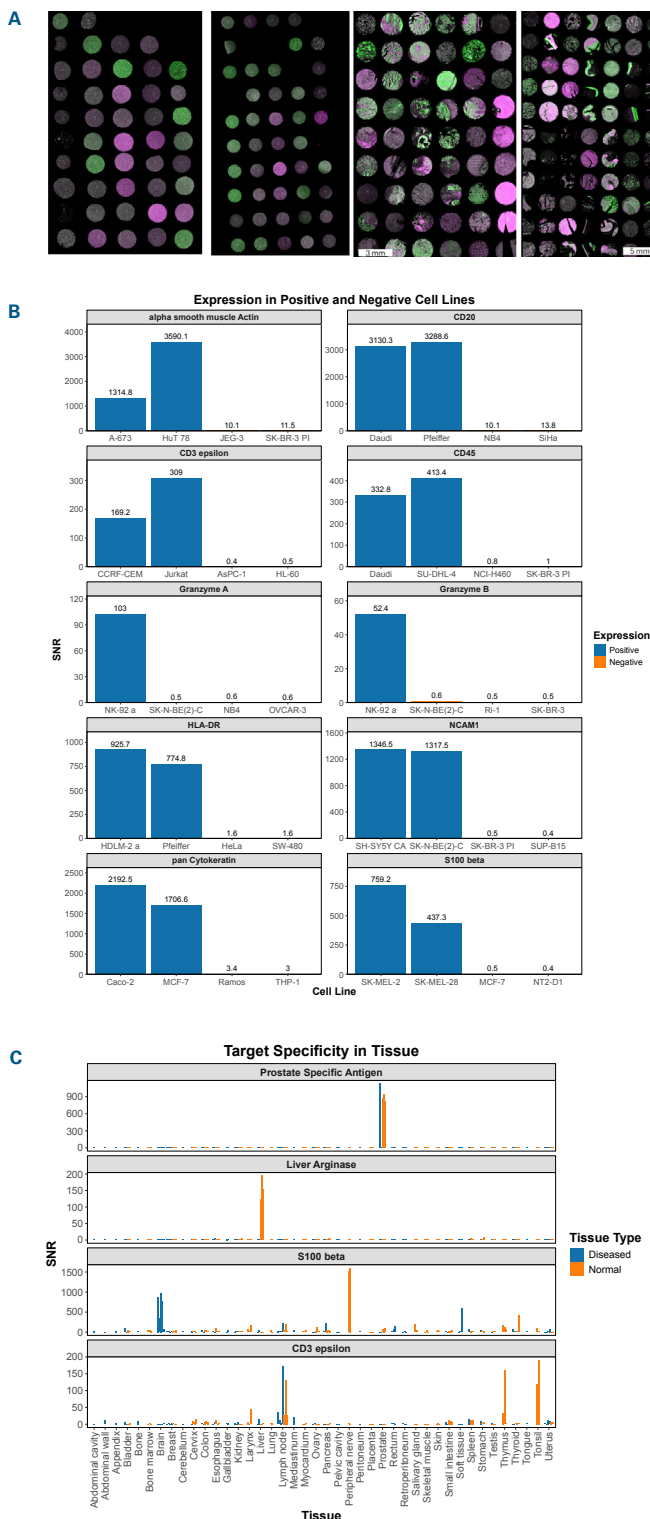 A
3 mm
5 mm
B
Expression in Positive and Negative Cell Lines
alpha smooth muscle Actin
CD20
4000
3000
2000
1000
0
1314.8
3590.1
10.1
11.5
A-673
HuT 78
JEG-3
SK-BR-3 PI
3000
2000
1000
0
3130.3
3288.6
10.1
13.8
Daudi
Pfeiffer
NB4
SiHa
CD3 epsilon
CD45
300
200
100
0
169.2
309
0.4
0.5
CCRF-CEM
Jurkat
AsPC-1
HL-60
400
300
200
100
0
332.8
413.4
0.8
1
Daudi
SU-DHL-4
NCI-H460
SK-BR-3 PI
Granzyme A
Granzyme B
120
90
60
30
0
103
0.5
0.6
0.6
NK-92 a
SK-N-BE(2)-C
NB4
OVCAR-3
60
40
20
0
52.4
0.6
0.5
0.5
NK-92 a
SK-N-BE(2)-C
Ri-1
SK-BR-3
SNR
Expression
Positive
Negative
HLA-DR
NCAM1
1000
750
500
250
0
925.7
774.8
1.6
1.6
HDLM-2 a
Pfeiffer
HeLa
SW-480
1600
1200
800
400
0
1346.5
1317.5
0.5
0.4
SH-SY5Y CA
SK-N-BE(2)-C
SK-BR-3 PI
SUP-B15
pan Cytokeratin
S100 beta
2500
2000
1500
1000
500
0
2192.5
1706.6
3.4
3
Caco-2
MCF-7
Ramos
THP-1
750
500
250
0
759.2
437.3
0.5
0.4
SK-MEL-2
SK-MEL-28
MCF-7
NT2-D1
Cell Line
C
Target Specificity in Tissue
Prostate Specific Antigen
900
600
300
0
Liver Arginase
200
150
100
50
0
S100 beta
1500
1000
500
0
CD3 epsilon
200
150
100
50
0
SNR
Tissue Type
Diseased
Normal
Abdominal cavity
Abdominal wall
Appendix
Bladder
Bone
Bone marrow
Brain
Breast
Cerebellum
Cervix
Colon
Esophagus
Gallbladder
Kidney
Larynx
Liver
Lung
Lymph node
Mediastinum
Myocardium
Ovary
Pancreas
Pelvic cavity
Peripheral nerve
Peritoneum
Placenta
Prostate
Rectum
Retroperitoneum
Salivary gland
Skeletal muscle
Skin
Small intestine
Soft tissue
Spleen
Stomach
Testis
Thymus
Thyroid
Tongue
Tonsil
Uterus
Tissue